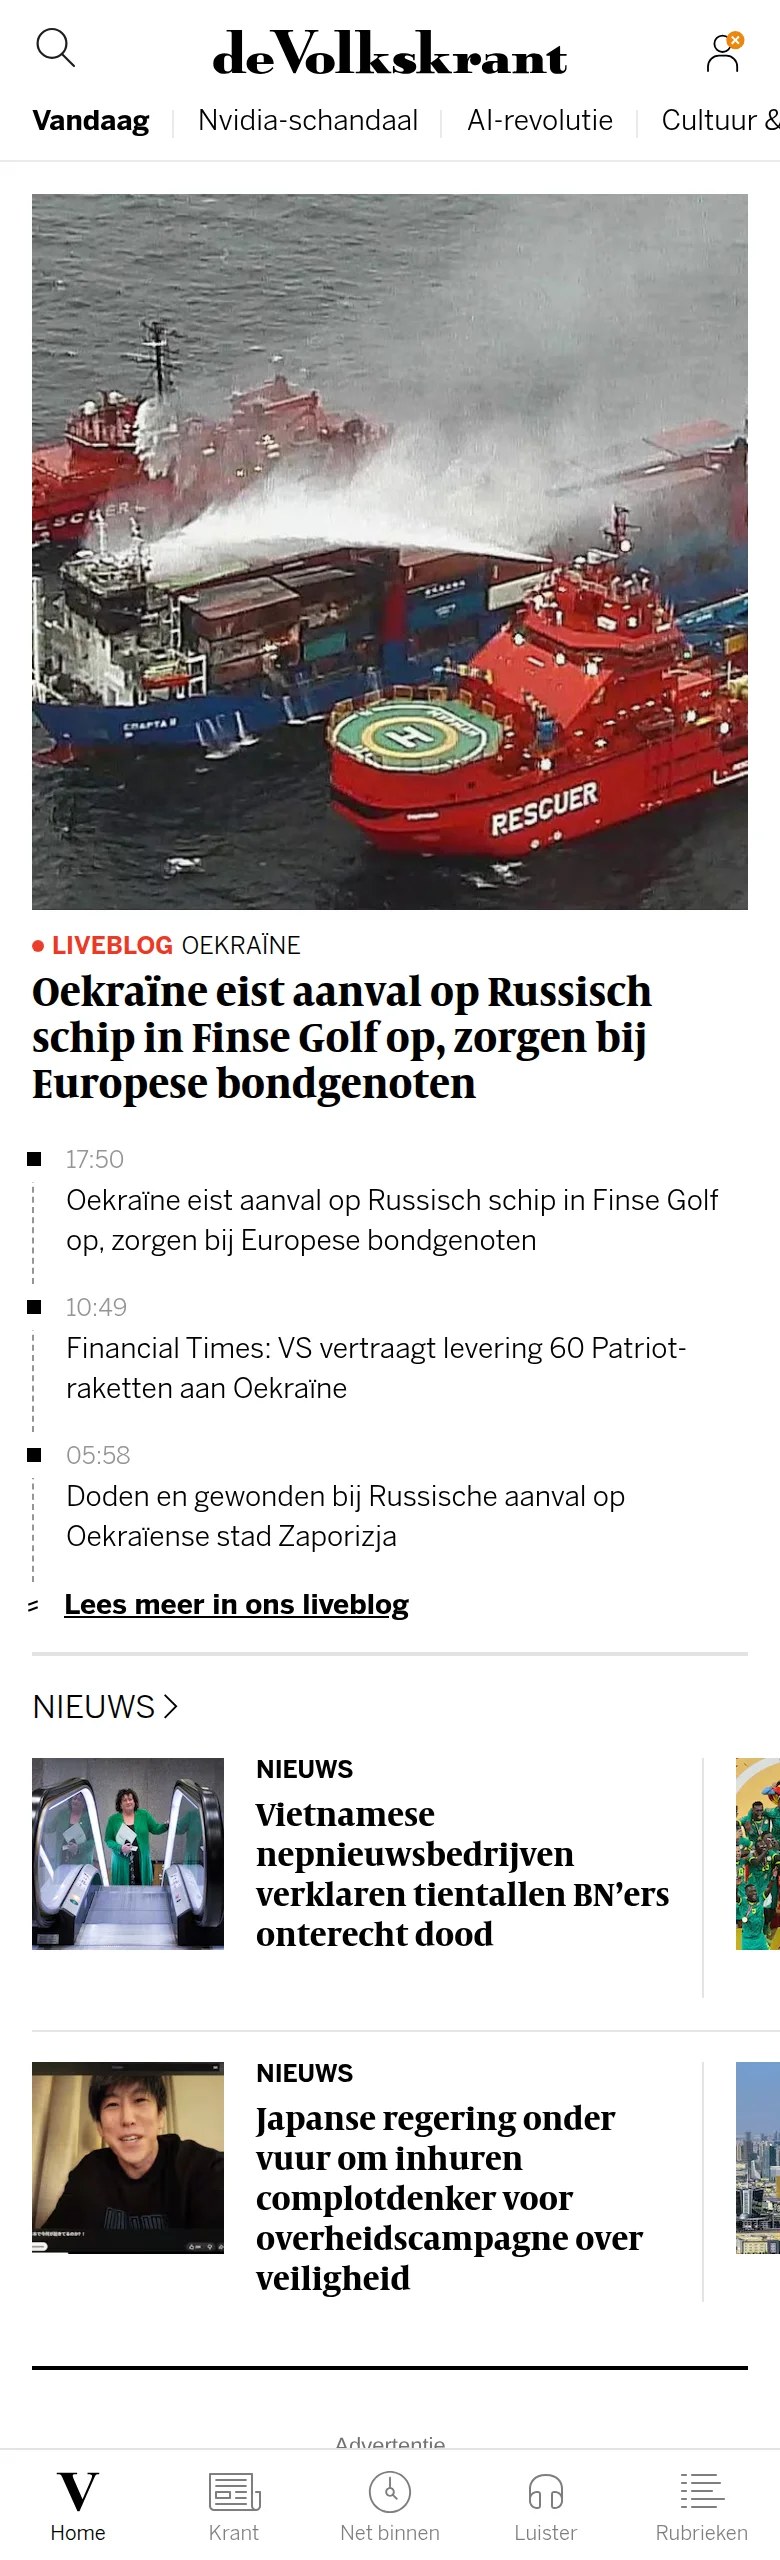 deVolkskrant
Vandaag
Nvidia-schandaal
AI-revolutie
Cultuur &
ESCUER
СПАРТА II
H
RESCUER
LIVEBLOG OEKRAÏNE
Oekraïne eist aanval op Russisch
schip in Finse Golf op, zorgen bij
Europese bondgenoten
17:50
Oekraïne eist aanval op Russisch schip in Finse Golf
op, zorgen bij Europese bondgenoten
10:49
Financial Times: VS vertraagt levering 60 Patriot-
raketten aan Oekraïne
05:58
Doden en gewonden bij Russische aanval op
Oekraïense stad Zaporizja
Lees meer in ons liveblog
NIEUWS
NIEUWS
Vietnamese
nepnieuwsbedrijven
verklaren tientallen BN’ers
onterecht dood
NIEUWS
Japanse regering onder
vuur om inhuren
complotdenker voor
overheidscampagne over
veiligheid
Advertentie
V
Home
Krant
Net binnen
Luister
Rubrieken